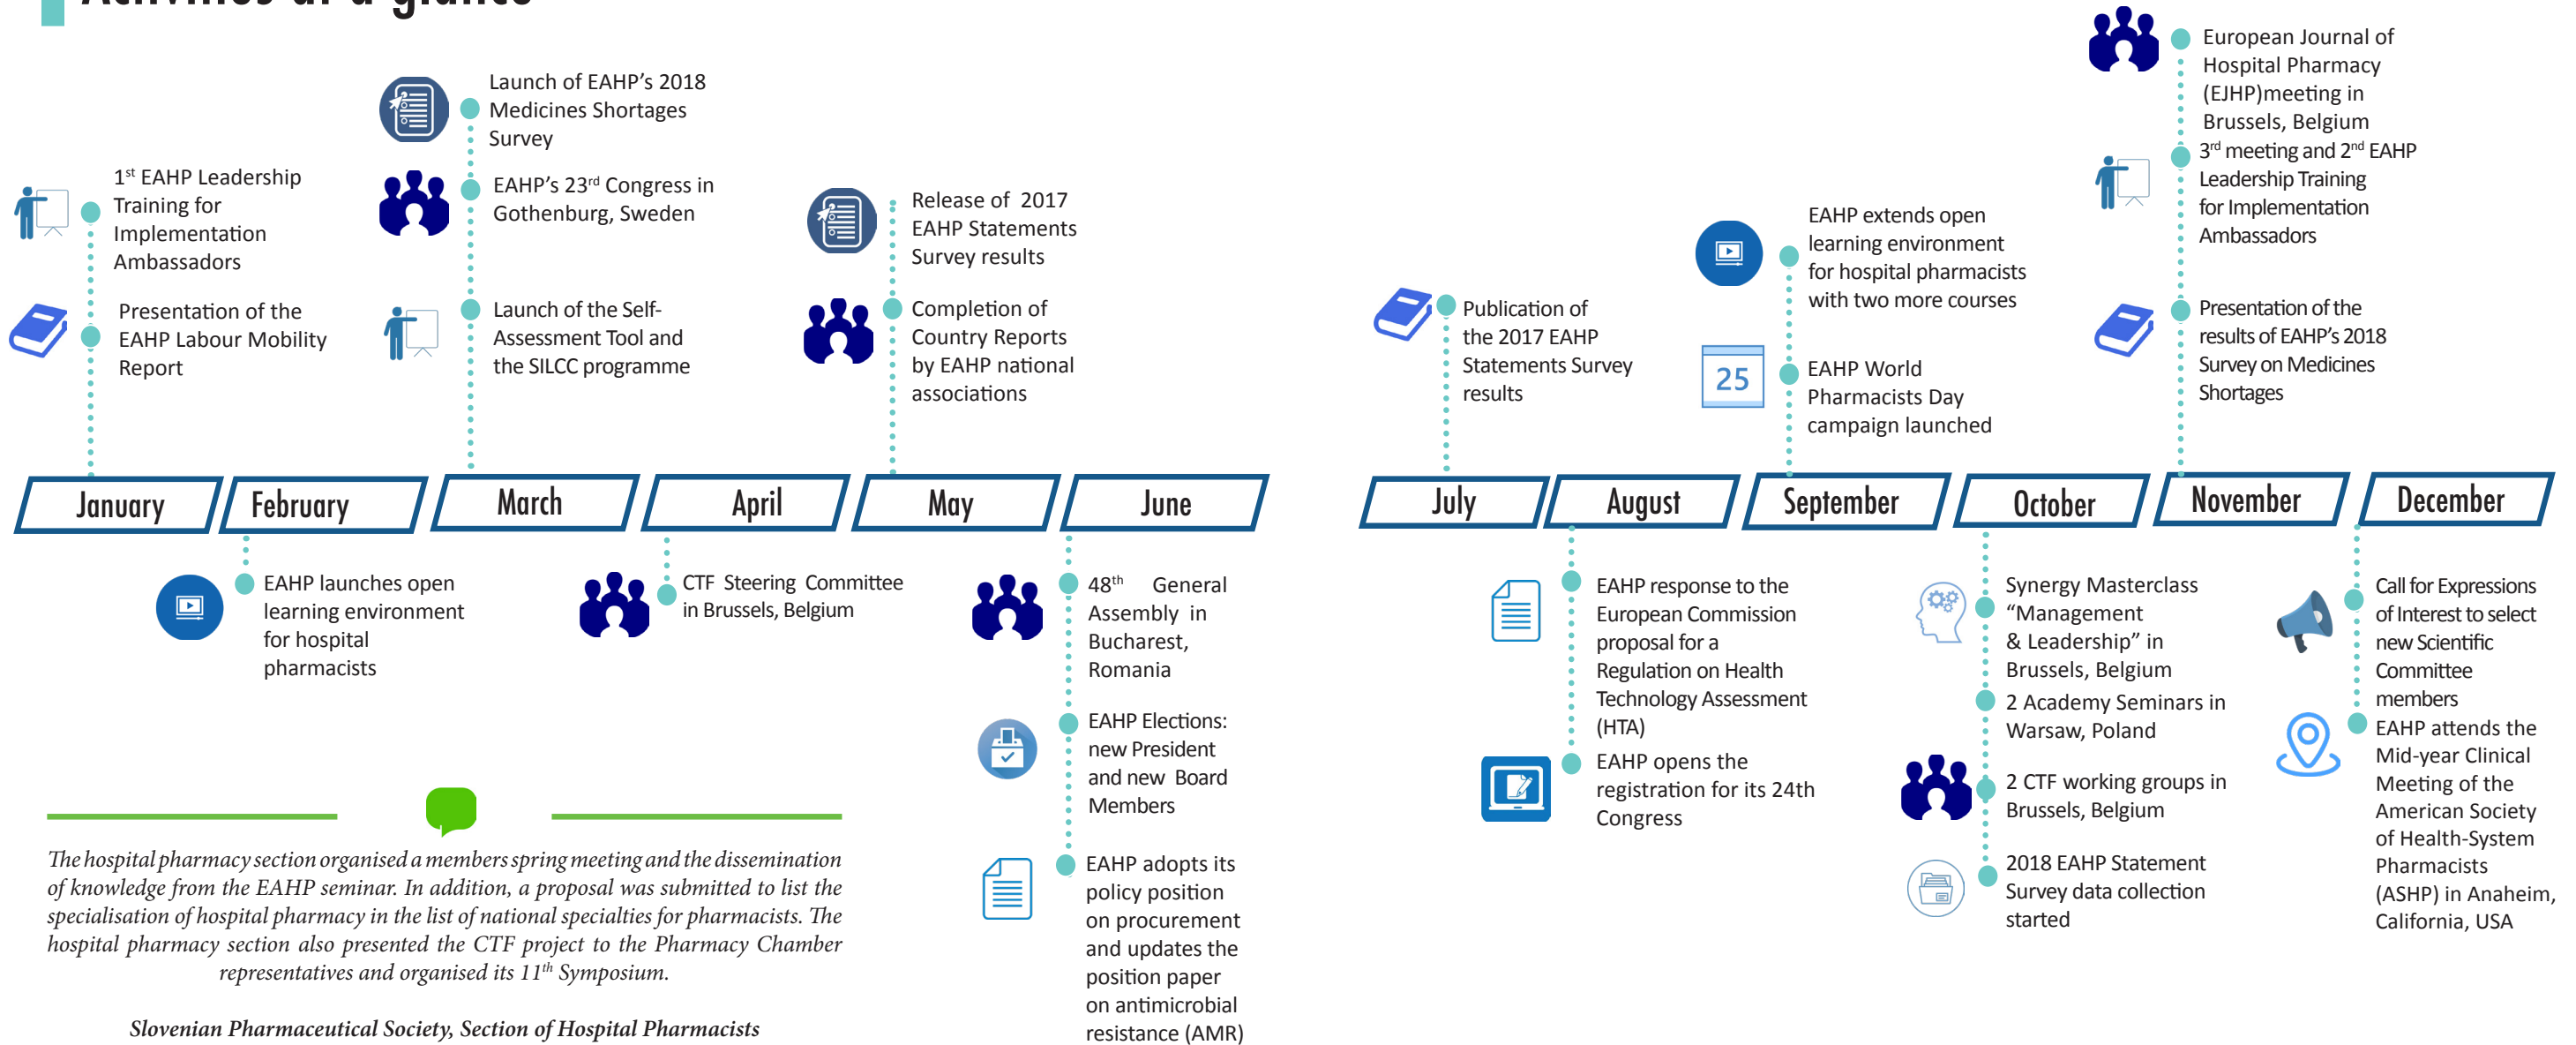 Activities at a glance
1st EAHP Leadership
Training for
Implementation
Ambassadors
Presentation of the
EAHP Labour Mobility
Report
Launch of EAHP's 2018
Medicines Shortages
Survey
EAHP's 23rd Congress in
Gothenburg, Sweden
Launch of the Self-
Assessment Tool and
the SILCC programme
Release of 2017
EAHP Statements
Survey results
Completion of
Country Reports
by EAHP national
associations
January
February
March
April
May
June
EAHP launches open
learning environment
for hospital
pharmacists
CTF Steering Committee
in Brussels, Belgium
48th General
Assembly in
Bucharest,
Romania
EAHP Elections:
new President
and new Board
Members
EAHP adopts its
policy position
on procurement
and updates the
position paper
on antimicrobial
resistance (AMR)
The hospital pharmacy section organised a members spring meeting and the dissemination
of knowledge from the EAHP seminar. In addition, a proposal was submitted to list the
specialisation of hospital pharmacy in the list of national specialties for pharmacists. The
hospital pharmacy section also presented the CTF project to the Pharmacy Chamber
representatives and organised its 11th Symposium.
Slovenian Pharmaceutical Society, Section of Hospital Pharmacists
Publication of
the 2017 EAHP
Statements Survey
results
EAHP extends open
learning environment
for hospital pharmacists
with two more courses
25
EAHP World
Pharmacists Day
campaign launched
European Journal of
Hospital Pharmacy
(EJHP)meeting in
Brussels, Belgium
3rd meeting and 2nd EAHP
Leadership Training
for Implementation
Ambassadors
Presentation of the
results of EAHP's 2018
Survey on Medicines
Shortages
July
August
September
October
November
December
EAHP response to the
European Commission
proposal for a
Regulation on Health
Technology Assessment
(HTA)
EAHP opens the
registration for its 24th
Congress
Synergy Masterclass
“Management
& Leadership” in
Brussels, Belgium
2 Academy Seminars in
Warsaw, Poland
2 CTF working groups in
Brussels, Belgium
2018 EAHP Statement
Survey data collection
started
Call for Expressions
of Interest to select
new Scientific
Committee
members
EAHP attends the
Mid-year Clinical
Meeting of the
American Society
of Health-System
Pharmacists
(ASHP) in Anaheim,
California, USA